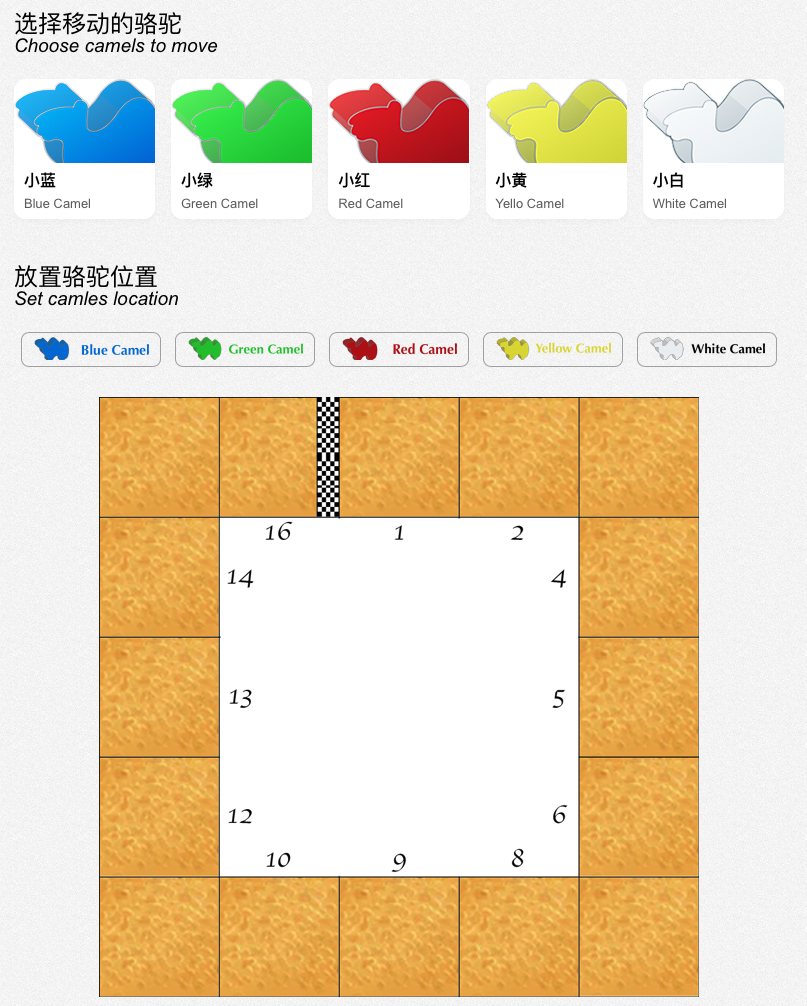 选择移动的骆驼
Choose camels to move
小蓝
Blue Camel
小绿
Green Camel
小红
Red Camel
小黄
Yello Camel
小白
White Camel
放置骆驼位置
Set camles location
Blue Camel
Green Camel
Red Camel
Yellow Camel
White Camel
16 1 2
14 4
13 5
12 6
10 9 8